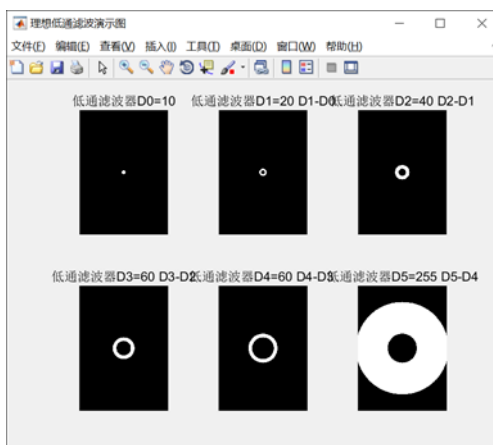 理想低通滤波演示图
文件(F) 编辑(E) 查看(V) 插入(I) 工具(T) 桌面(D) 窗口(W) 帮助(H)
低通滤波器D0=10 低通滤波器D1=20 D1-D0 低通滤波器D2=40 D2-D1
低通滤波器D3=60 D3-D2 低通滤波器D4=60 D4-D3 低通滤波器D5=255 D5-D4